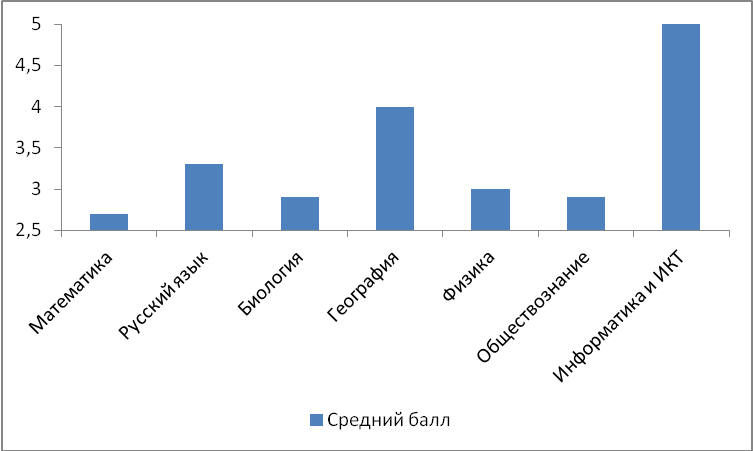 5
4,5
4
3,5
3
2,5
Математика
Русский язык
Биология
География
Физика
Обществознание
Информатика и ИКТ
Средний балл